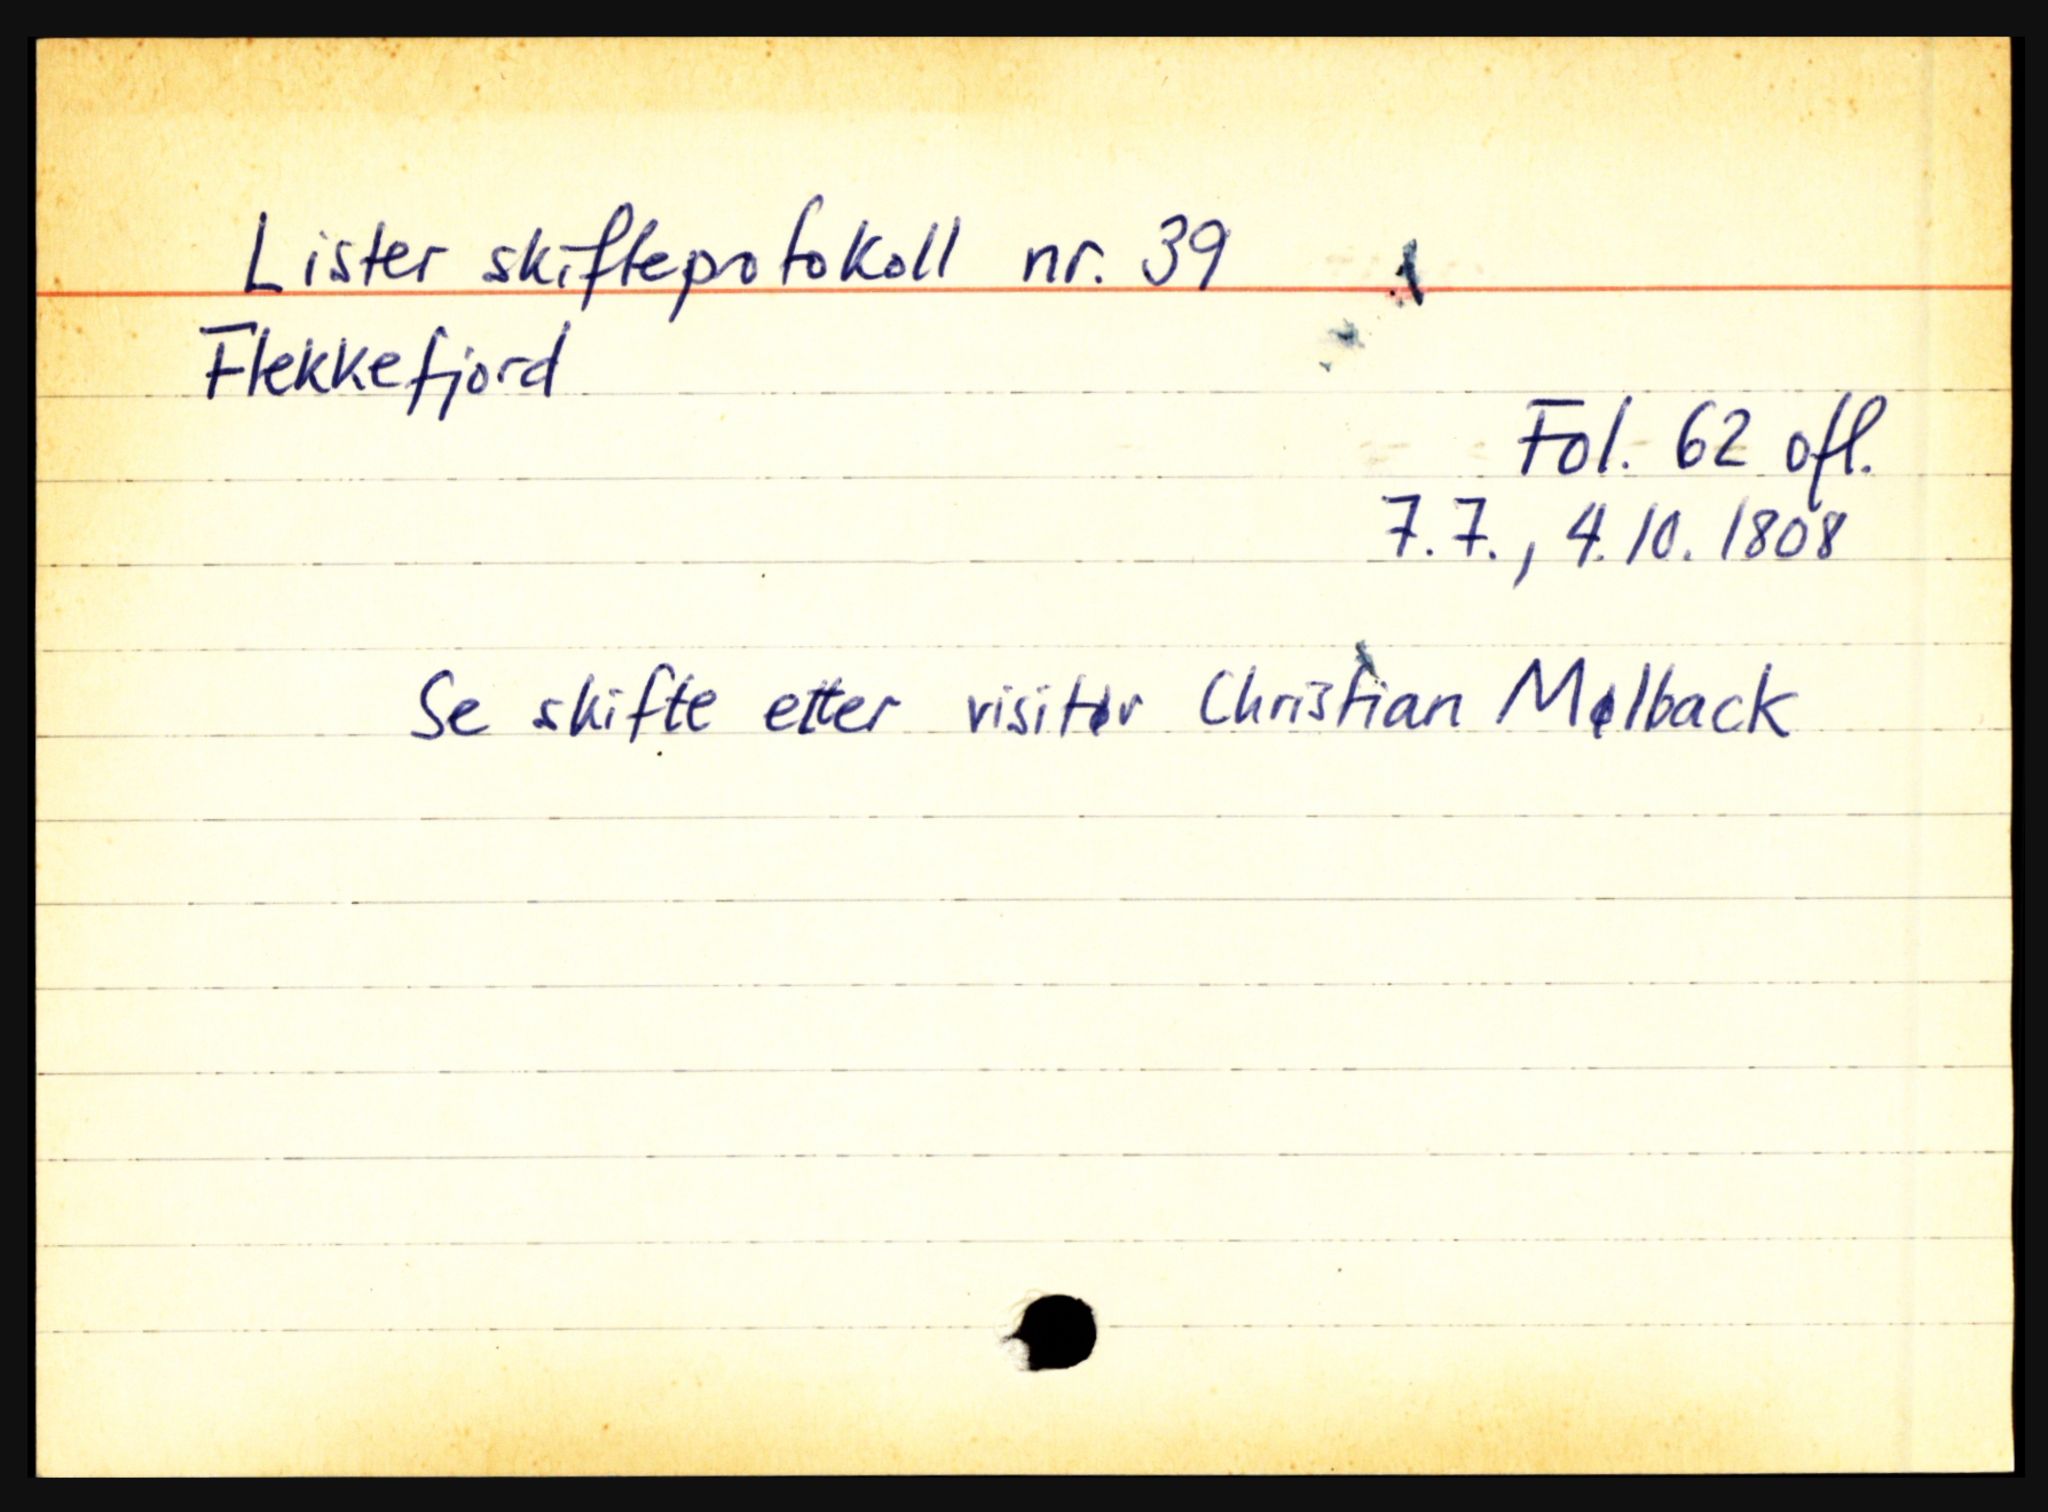 Lister skifteprotokoll nr. 39
Flekkefjord
Fol. 62 ofl.
7.7., 4.10.1808
Se skifte etter visitør Christian Mølback